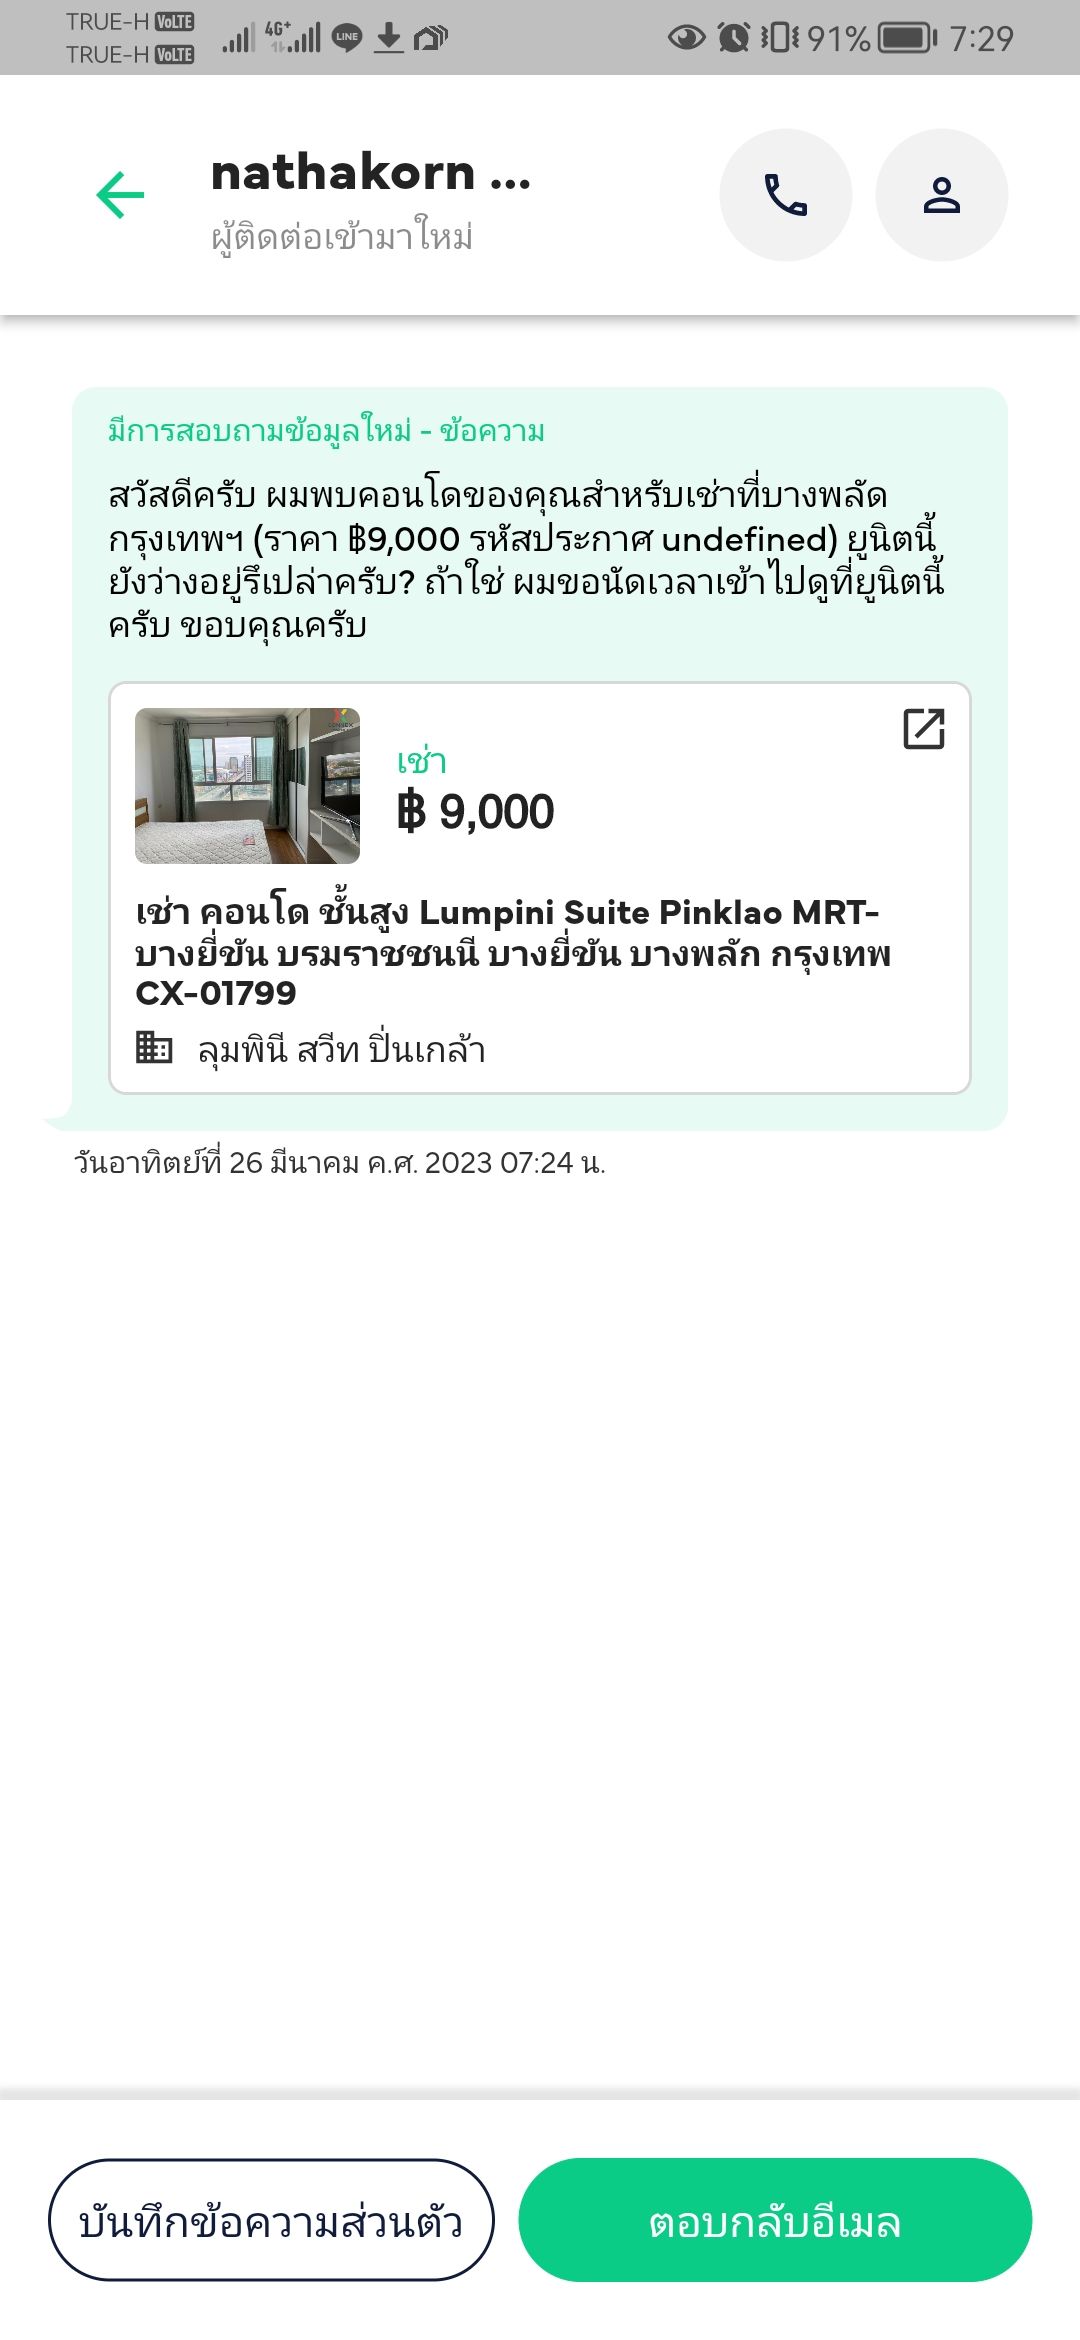 TRUE-H VoLTE
TRUE-H VoLTE
4G+
LINE
91%
7:29
nathakorn ...
ผู้ติดต่อเข้ามาใหม่
มีการสอบถามข้อมูลใหม่ - ข้อความ
สวัสดีครับ ผมพบคอนโดของคุณสำหรับเช่าที่บางพลัด
กรุงเทพฯ (ราคา ฿9,000 รหัสประกาศ undefined) ยูนิตนี้
ยังว่างอยู่รึเปล่าครับ? ถ้าใช่ ผมขอนัดเวลาเข้าไปดูที่ยูนิตนี้
ครับ ขอบคุณครับ
CONNEX
เช่า
฿ 9,000
เช่า คอนโด ชั้นสูง Lumpini Suite Pinklao MRT-
บางยี่ขัน บรมราชชนนี บางยี่ขัน บางพลัก กรุงเทพ
CX-01799
ลุมพินี สวีท ปิ่นเกล้า
วันอาทิตย์ที่ 26 มีนาคม ค.ศ. 2023 07:24 น.
บันทึกข้อความส่วนตัว
ตอบกลับอีเมล